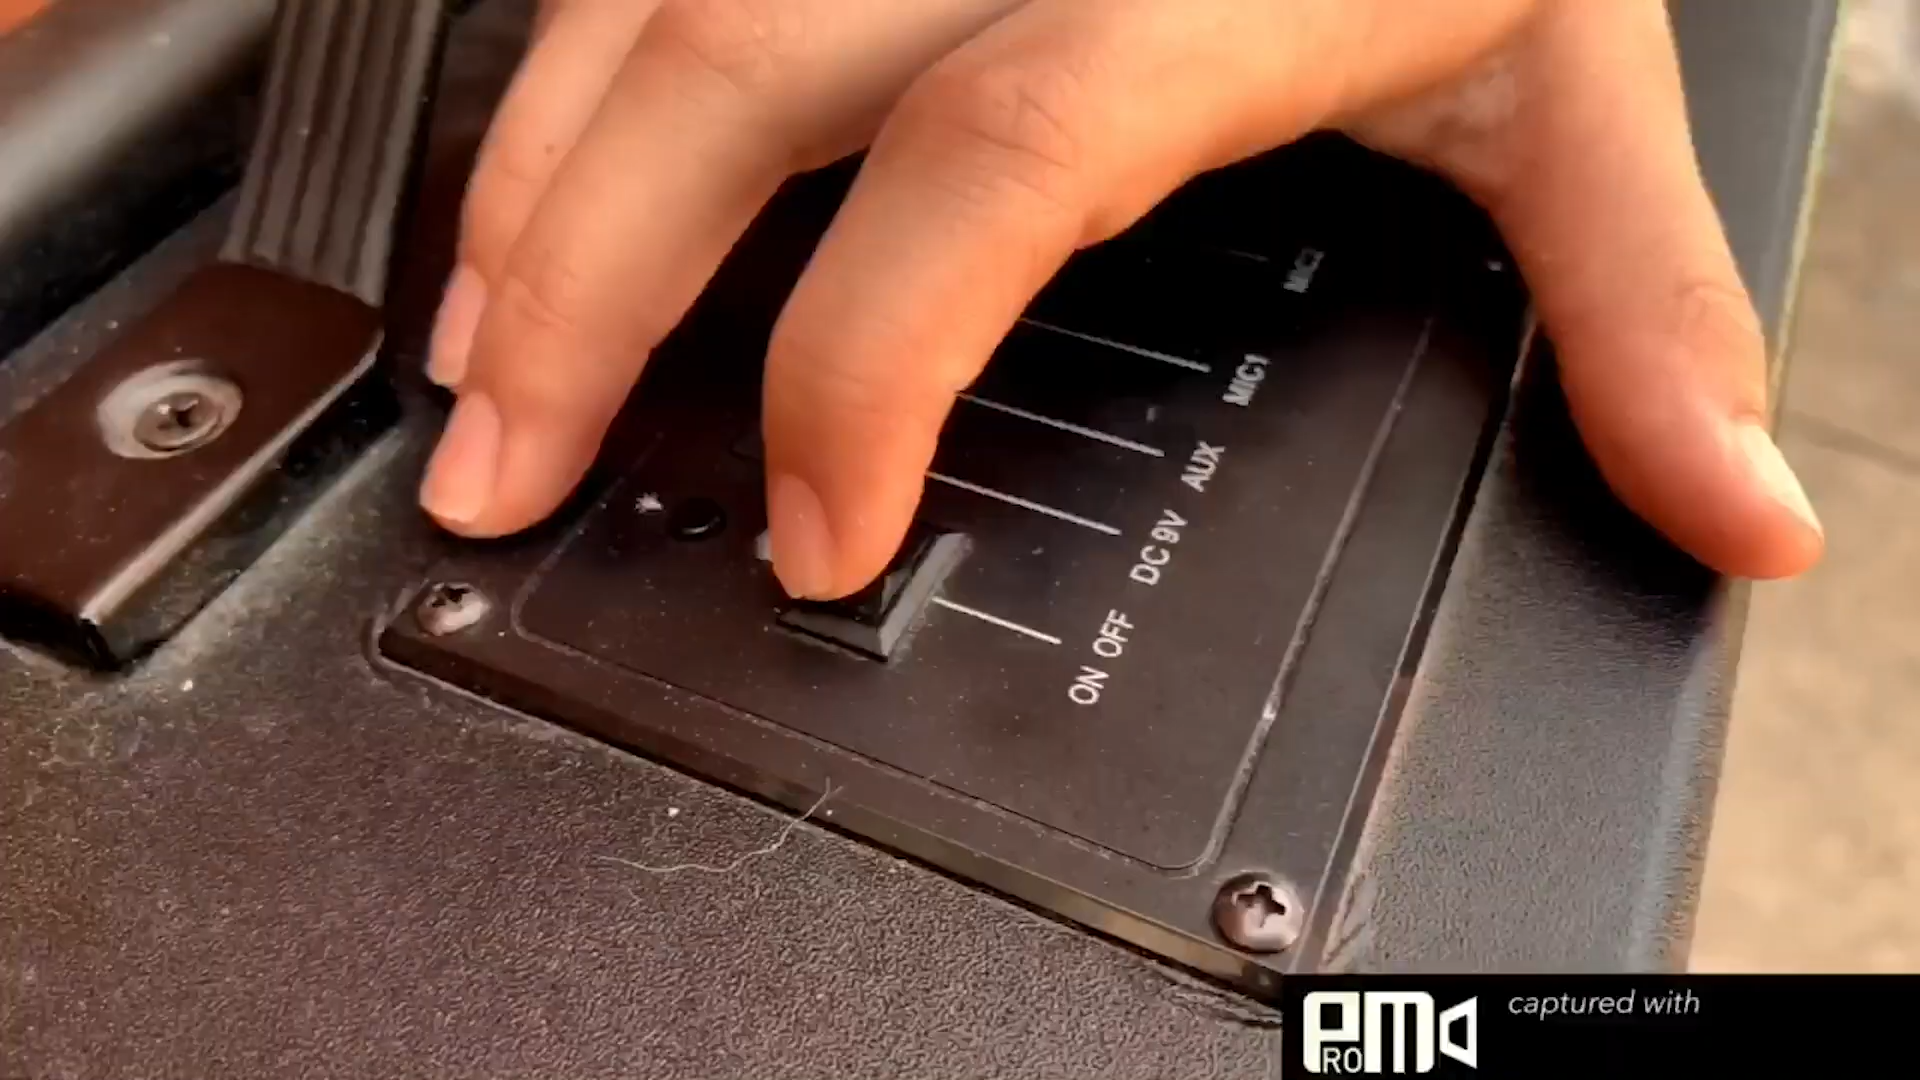 MIC2
MIC1
AUX
DC 9V
ON OFF
PRO
captured with